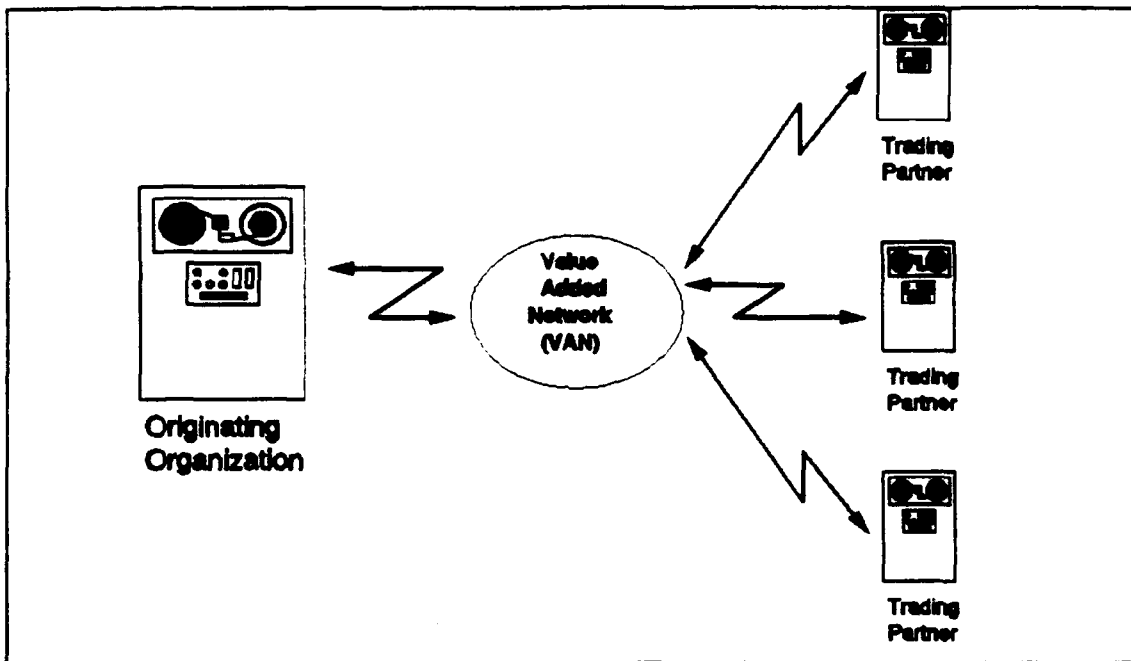 Trading
Partner
Value
Added
Network
(VAN)
Trading
Partner
Originating
Organization
Trading
Partner